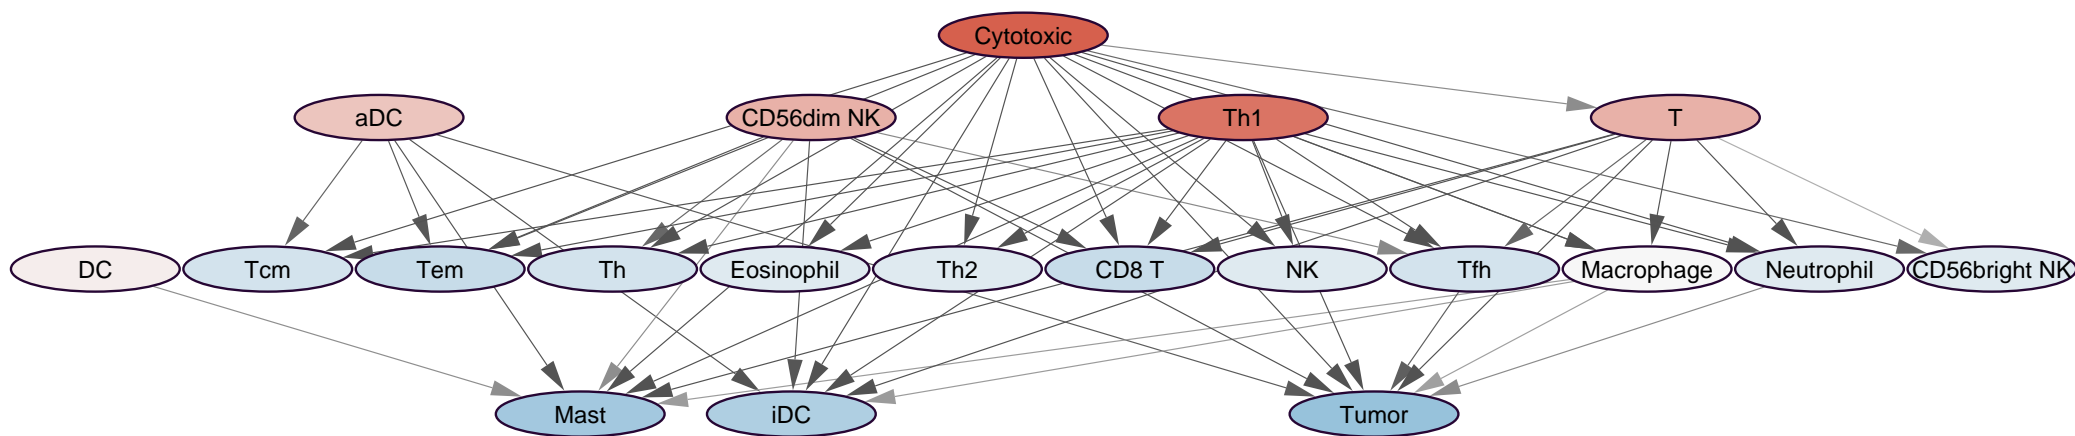 Cytotoxic
aDC
CD56dim NK
Th1
T
DC
Tcm
Tem
Th
Eosinophil
Th2
CD8 T
NK
Tfh
Macrophage
Neutrophil
CD56bright NK
Mast
iDC
Tumor